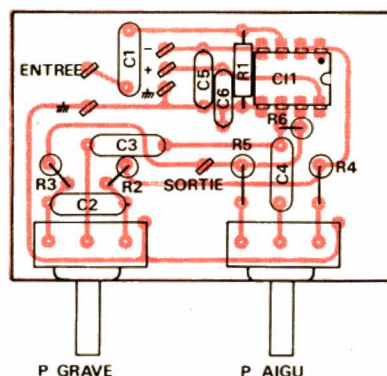 C1
−
+
ENTREE
C5
R1
C6
CI1
R6
C3
R5
C4
R4
R3
R2
SORTIE
C2
P GRAVE
P AIGU